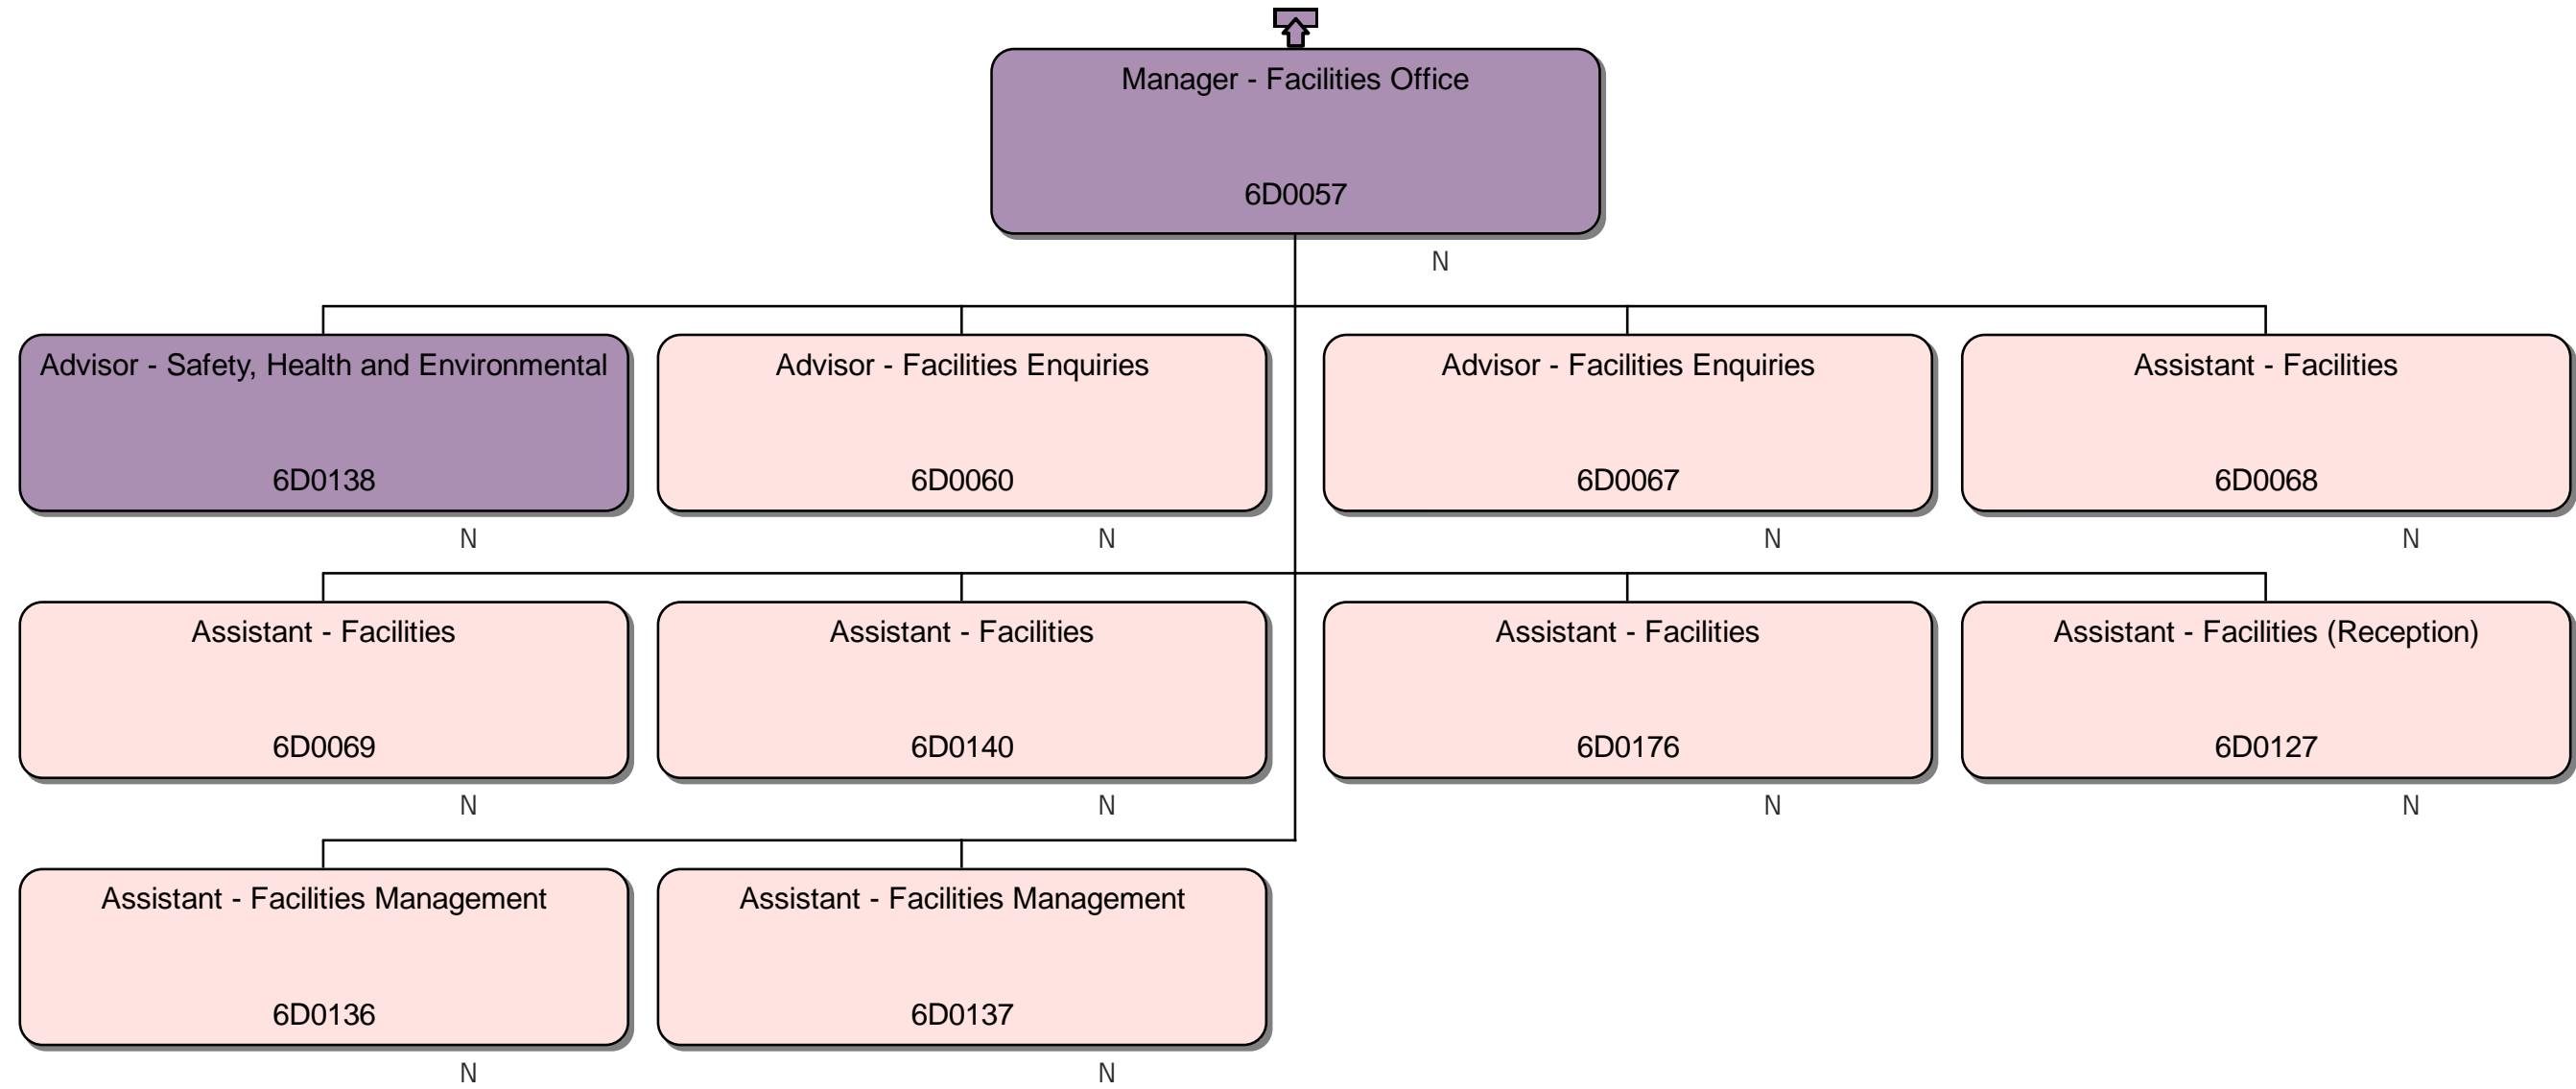 Manager - Facilities Office
6D0057
N
Advisor - Safety, Health and Environmental
6D0138
N
Advisor - Facilities Enquiries
6D0060
N
Advisor - Facilities Enquiries
6D0067
N
Assistant - Facilities
6D0068
N
Assistant - Facilities
6D0069
N
Assistant - Facilities
6D0140
N
Assistant - Facilities
6D0176
N
Assistant - Facilities (Reception)
6D0127
N
Assistant - Facilities Management
6D0136
N
Assistant - Facilities Management
6D0137
N